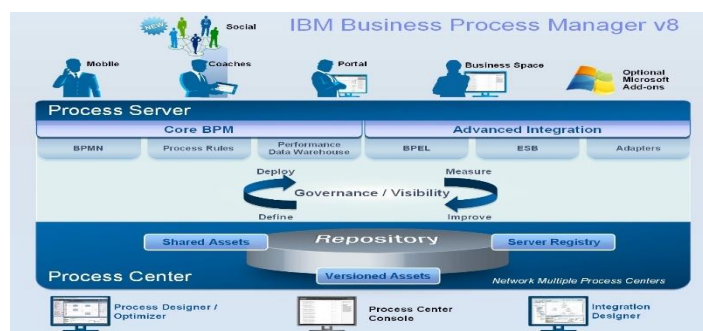 NEW
Social
IBM Business Process Manager v8
Mobile
Coaches
Portal
Business Space
Optional
Microsoft
Add-ons
Process Server
Core BPM
Advanced Integration
BPMN
Process Rules
Performance
Data Warehouse
BPEL
ESB
Adapters
Deploy
Measure
Governance / Visibility
Define
Improve
Shared Assets
Repository
Server Registry
Process Center
Versioned Assets
Network Multiple Process Centers
Process Designer /
Optimizer
Process Center
Console
Integration
Designer